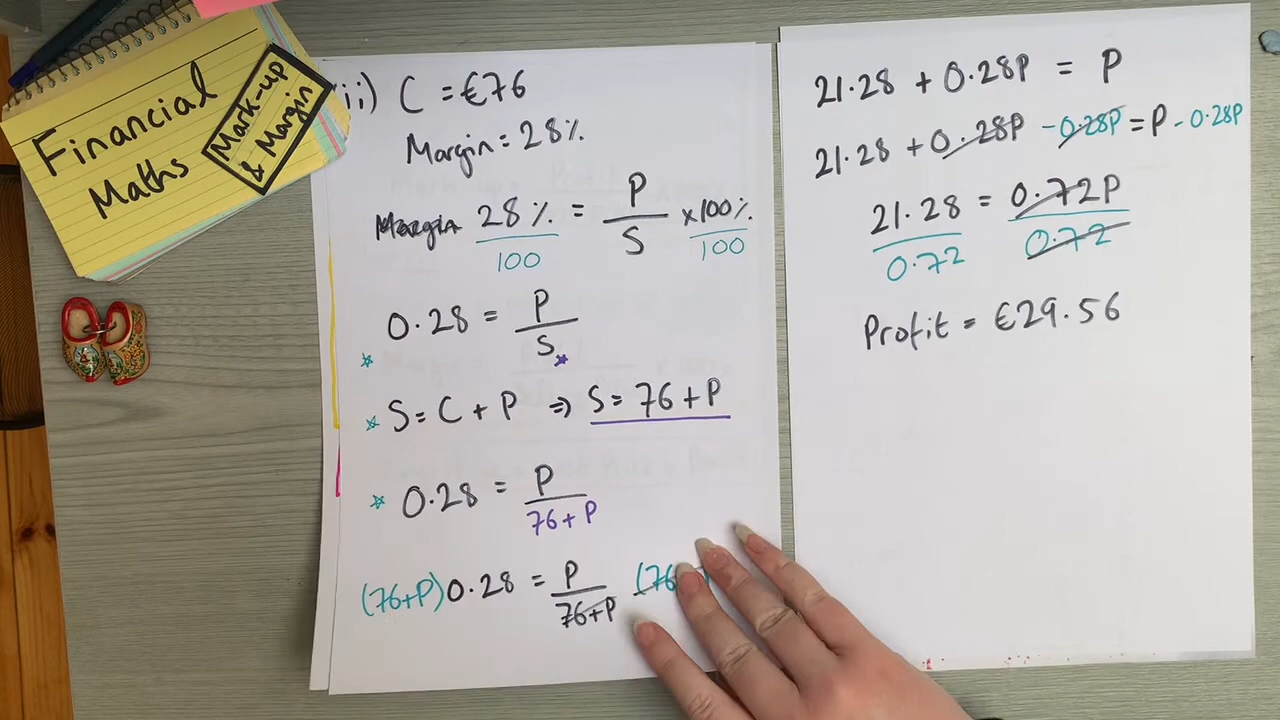 Financial
Maths
Mark-up
& Margin
ii) C = €76
Margin = 28%
Margin 28% = P/S ×100%
100 100
0.28 = P/S
S = C + P ⇒ S = 76 + P
0.28 = P/76+P
(76+P)0.28 = P/76+P (76
21.28 + 0.28P = P
21.28 + 0.28P - 0.28P = P - 0.28P
21.28 = 0.72P
0.72 0.72
Profit = €29.56